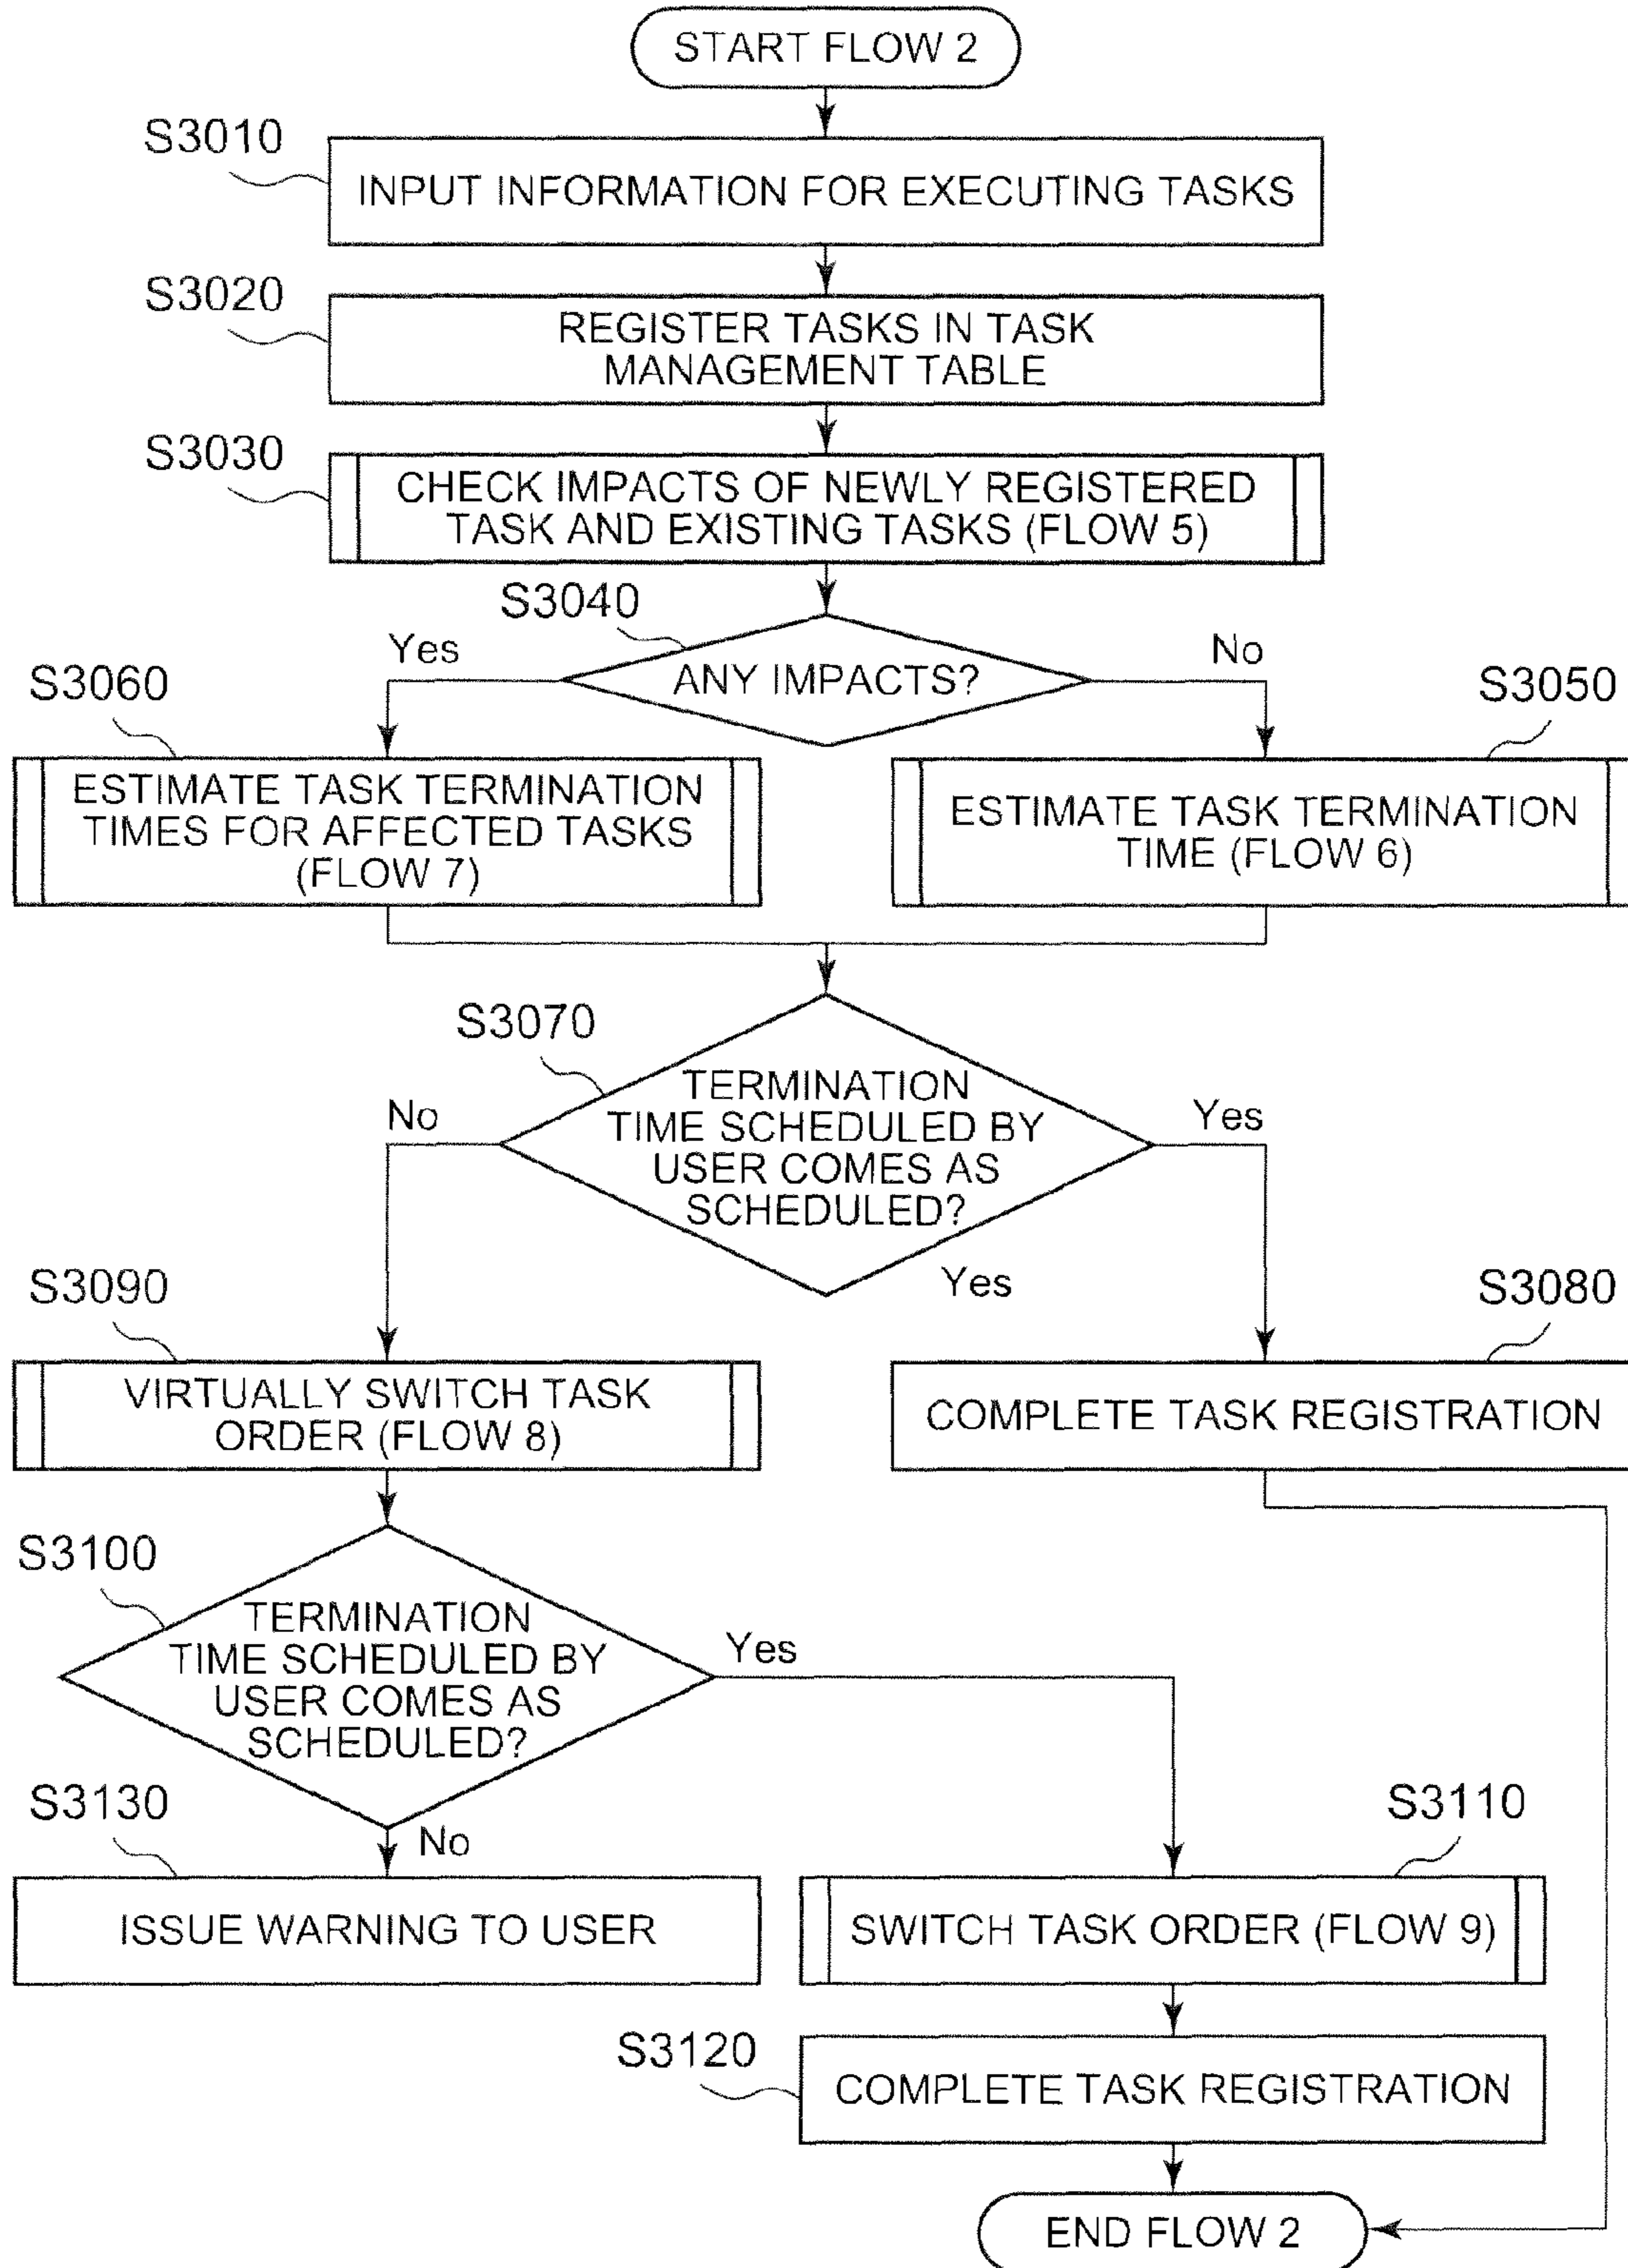 START FLOW 2
S3010
INPUT INFORMATION FOR EXECUTING TASKS
S3020
REGISTER TASKS IN TASK
MANAGEMENT TABLE
S3030
CHECK IMPACTS OF NEWLY REGISTERED
TASK AND EXISTING TASKS (FLOW 5)
S3040
Yes
ANY IMPACTS?
No
S3060
ESTIMATE TASK TERMINATION
TIMES FOR AFFECTED TASKS
(FLOW 7)
S3050
ESTIMATE TASK TERMINATION
TIME (FLOW 6)
S3070
No
TERMINATION
TIME SCHEDULED BY
USER COMES AS
SCHEDULED?
Yes
Yes
S3090
VIRTUALLY SWITCH TASK
ORDER (FLOW 8)
S3080
COMPLETE TASK REGISTRATION
S3100
TERMINATION
TIME SCHEDULED BY
USER COMES AS
SCHEDULED?
Yes
No
S3130
ISSUE WARNING TO USER
S3110
SWITCH TASK ORDER (FLOW 9)
S3120
COMPLETE TASK REGISTRATION
END FLOW 2